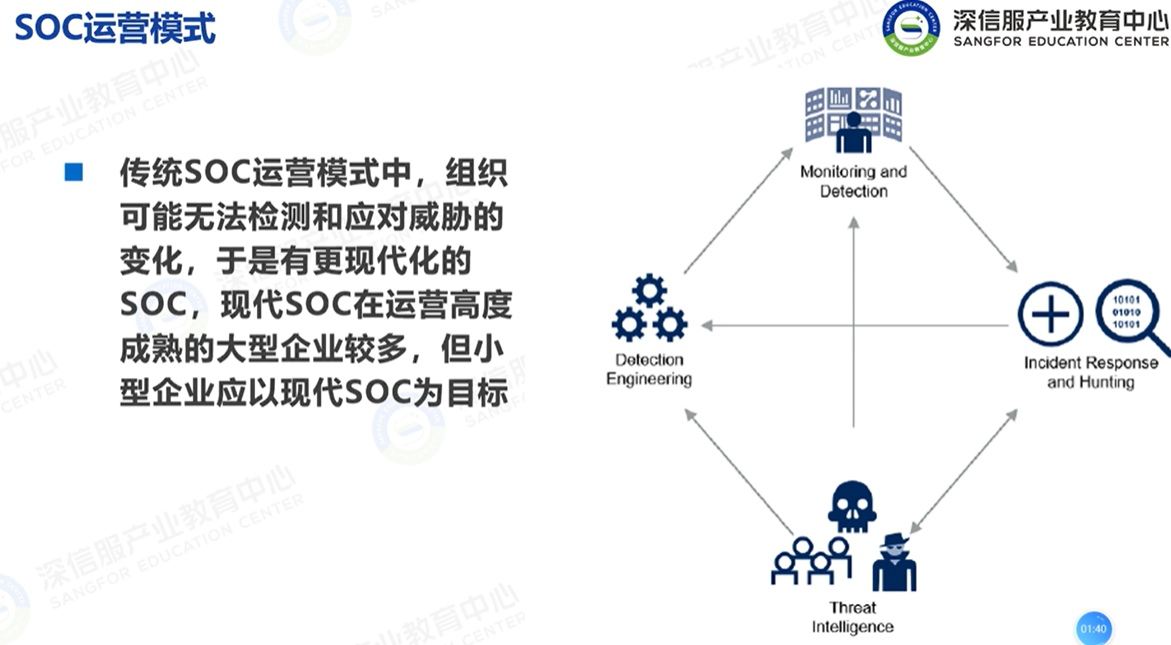 SOC运营模式
深信服产业教育中心
SANGFOR EDUCATION CENTER
传统SOC运营模式中，组织
可能无法检测和应对威胁的
变化，于是有更现代化的
SOC，现代SOC在运营高度
成熟的大型企业较多，但小
型企业应以现代SOC为目标
Monitoring and
Detection
Detection
Engineering
10101
01010
10101
Incident Response
and Hunting
Threat
Intelligence
01:40